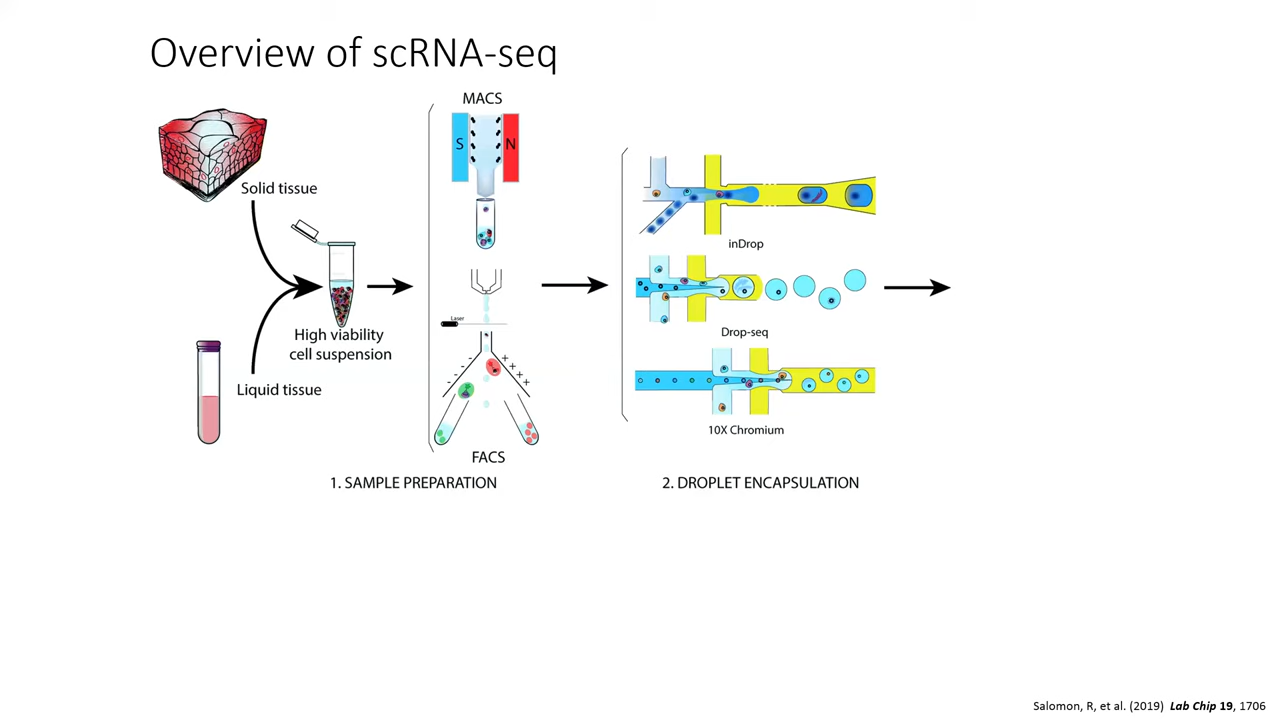 Overview of scRNA-seq
Solid tissue
High viability
cell suspension
Liquid tissue
MACS
S
N
Laser
- - - -
+ + + +
FACS
1. SAMPLE PREPARATION
inDrop
Drop-seq
10X Chromium
2. DROPLET ENCAPSULATION
Salomon, R, et al. (2019) Lab Chip 19, 1706